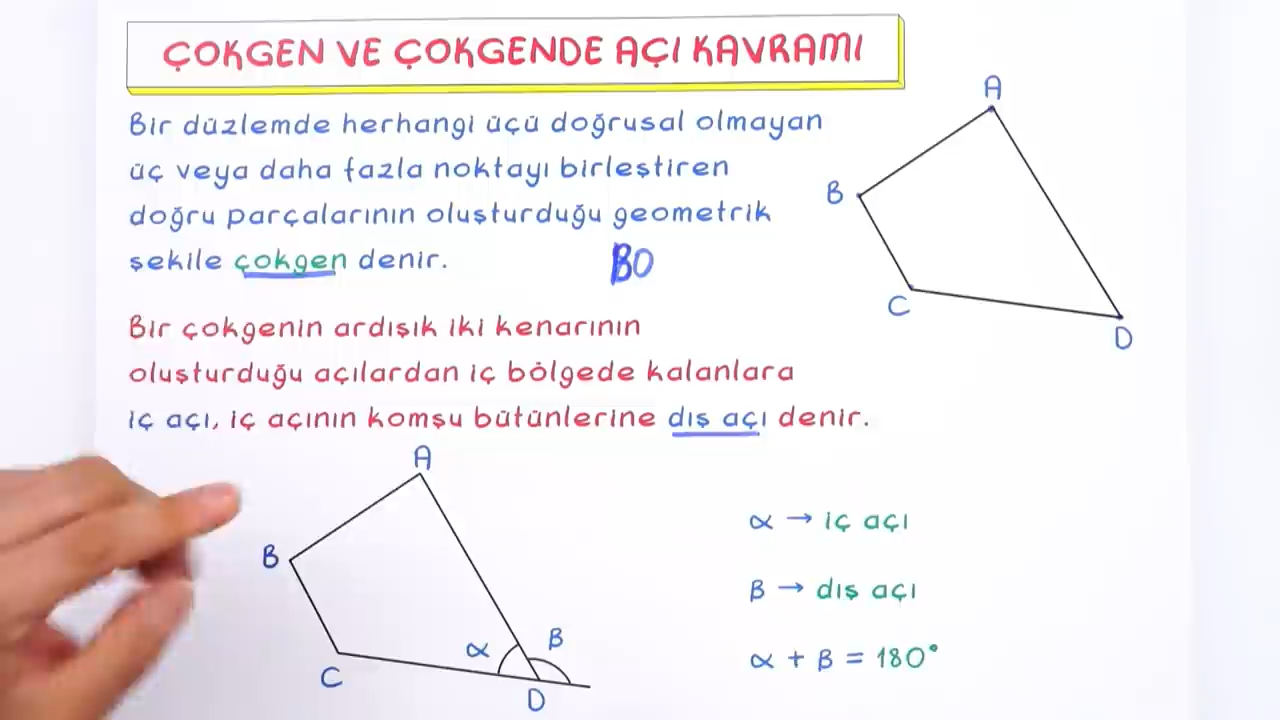 ÇOKGEN VE ÇOKGENDE AÇI KAVRAMI
Bir düzlemde herhangi üçü doğrusal olmayan
üç veya daha fazla noktayı birleştiren
doğru parçalarının oluşturduğu geometrik
şekile çokgen denir.
BO
A
B
C
D
Bir çokgenin ardışık iki kenarının
oluşturduğu açılardan iç bölgede kalanlara
iç açı, iç açının komşu bütünlerine dış açı denir.
A
B
C
D
α
β
α → iç açı
β → dış açı
α + β = 180°